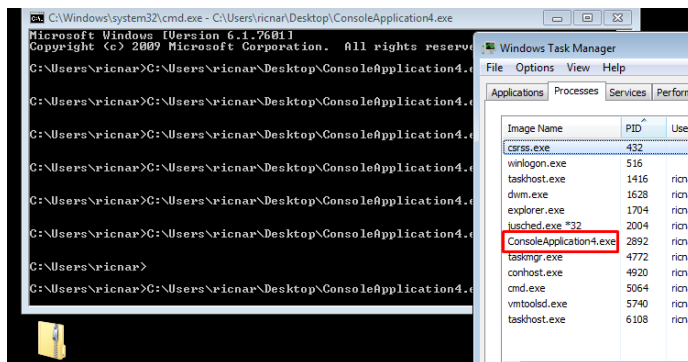 C:\Windows\system32\cmd.exe - C:\Users\ricnar\Desktop\ConsoleApplication4.exe
Microsoft Windows [Version 6.1.7601]
Copyright (c) 2009 Microsoft Corporation.  All rights reserve
C:\Users\ricnar>C:\Users\ricnar\Desktop\ConsoleApplication4.e
C:\Users\ricnar>C:\Users\ricnar\Desktop\ConsoleApplication4.e
C:\Users\ricnar>C:\Users\ricnar\Desktop\ConsoleApplication4.e
C:\Users\ricnar>C:\Users\ricnar\Desktop\ConsoleApplication4.e
C:\Users\ricnar>C:\Users\ricnar\Desktop\ConsoleApplication4.e
C:\Users\ricnar>C:\Users\ricnar\Desktop\ConsoleApplication4.e
C:\Users\ricnar>
C:\Users\ricnar>C:\Users\ricnar\Desktop\ConsoleApplication4.e
Windows Task Manager
File Options View Help
Applications Processes Services Perform
Image Name PID Use
csrss.exe 432
winlogon.exe 516
taskhost.exe 1416 ricn
dwm.exe 1628 ricn
explorer.exe 1704 ricn
jusched.exe *32 2004 ricn
ConsoleApplication4.exe 2892 ricn
taskmgr.exe 4772 ricn
conhost.exe 4920 ricn
cmd.exe 5064 ricn
vmtoolsd.exe 5740 ricn
taskhost.exe 6108 ricn